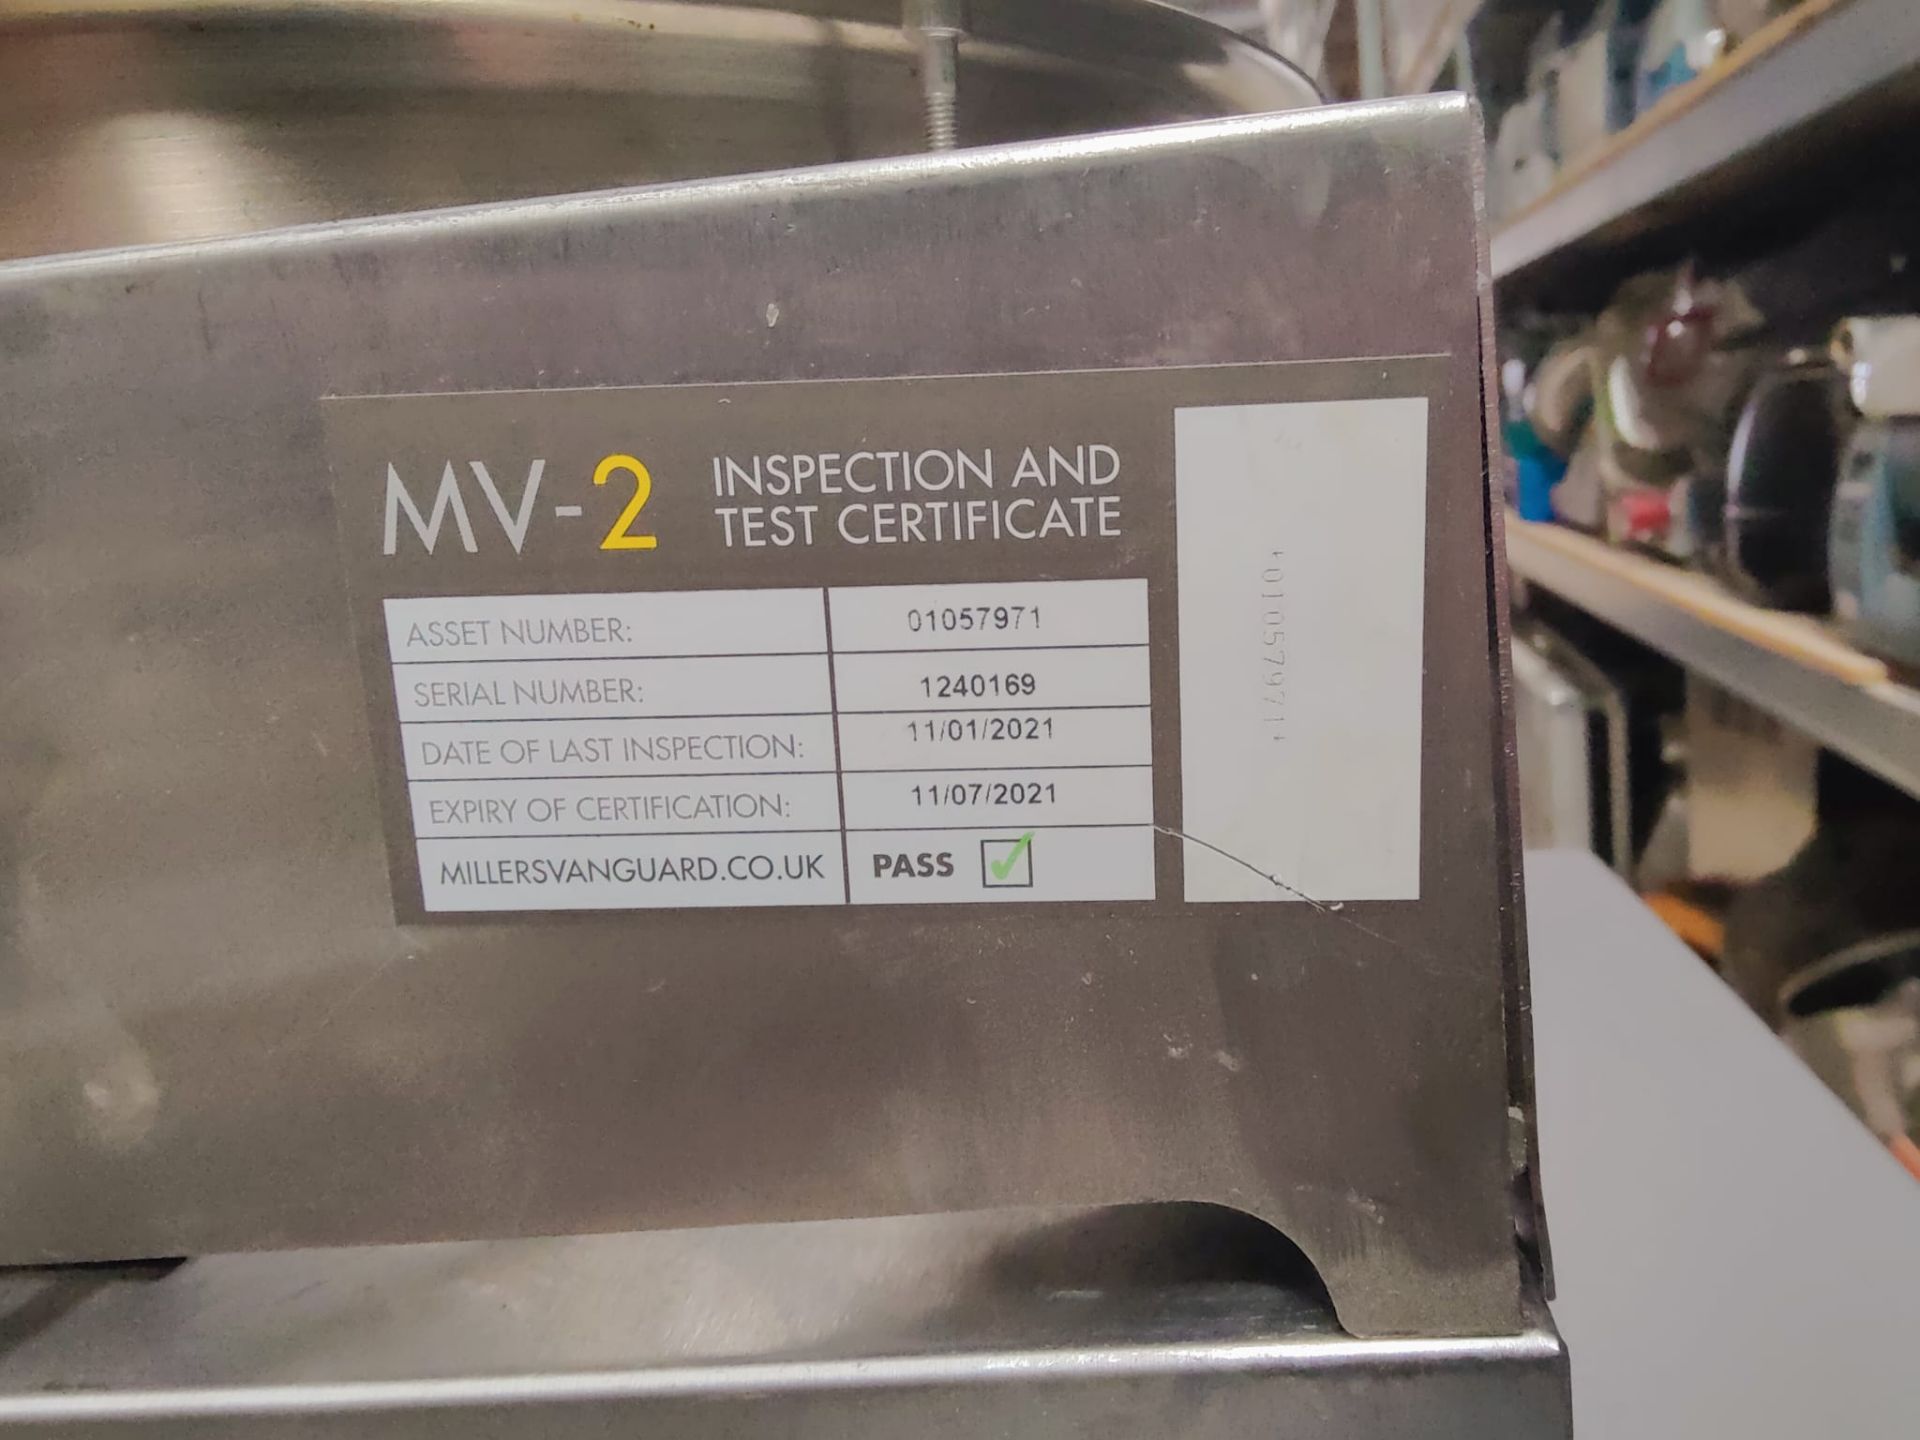 MV-2 INSPECTION AND
TEST CERTIFICATE
ASSET NUMBER: 01057971
SERIAL NUMBER: 1240169
DATE OF LAST INSPECTION: 11/01/2021
EXPIRY OF CERTIFICATION: 11/07/2021
MILLERSVANGUARD.CO.UK PASS ✓
+01057971+